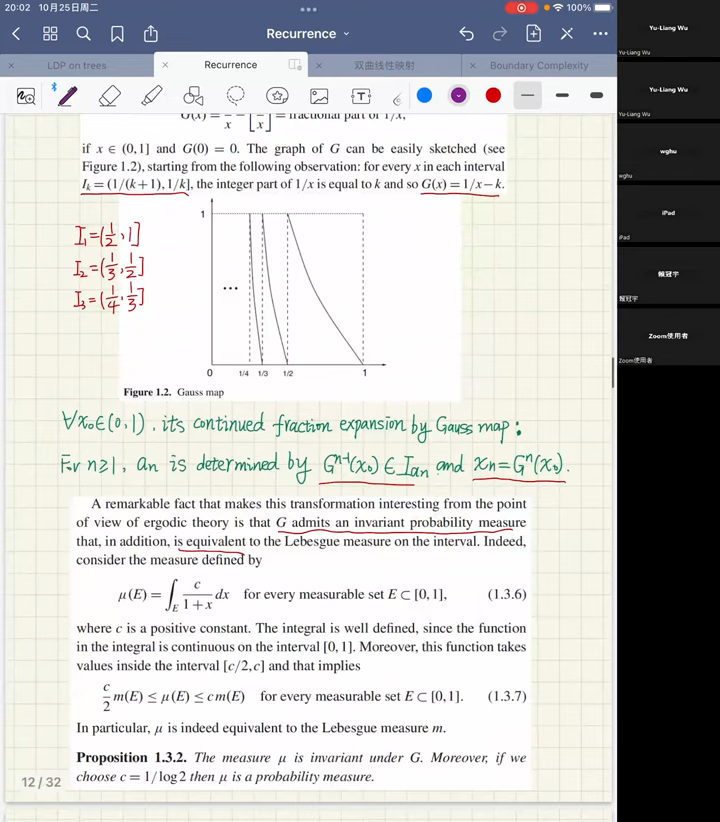 20:02 10月25日周二
100%
Recurrence
LDP on trees
Recurrence
双曲线性映射
Boundary Complexity
if x ∈ (0,1] and G(0) = 0. The graph of G can be easily sketched (see
Figure 1.2), starting from the following observation: for every x in each interval
I_k = (1/(k+1), 1/k], the integer part of 1/x is equal to k and so G(x) = 1/x − k.
I₁=(1/2, 1]
I₂=(1/3, 1/2]
I₃=(1/4, 1/3]
1
...
0 1/4 1/3 1/2 1
Figure 1.2. Gauss map
∀x₀∈(0,1), its continued fraction expansion by Gauss map:
For n≥1, an is determined by Gⁿ⁻¹(x₀)∈I_an and xn=Gⁿ(x₀).
A remarkable fact that makes this transformation interesting from the point
of view of ergodic theory is that G admits an invariant probability measure
that, in addition, is equivalent to the Lebesgue measure on the interval. Indeed,
consider the measure defined by
μ(E) = ∫_E c/(1+x) dx for every measurable set E ⊂ [0,1], (1.3.6)
where c is a positive constant. The integral is well defined, since the function
in the integral is continuous on the interval [0,1]. Moreover, this function takes
values inside the interval [c/2,c] and that implies
c/2 m(E) ≤ μ(E) ≤ cm(E) for every measurable set E ⊂ [0,1]. (1.3.7)
In particular, μ is indeed equivalent to the Lebesgue measure m.
Proposition 1.3.2. The measure μ is invariant under G. Moreover, if we
choose c = 1/log2 then μ is a probability measure.
12 / 32
Yu-Liang Wu
Yu-Liang Wu
Yu-Liang Wu
Yu-Liang Wu
wghu
wghu
iPad
iPad
賴冠宇
賴冠宇
Zoom使用者
Zoom使用者